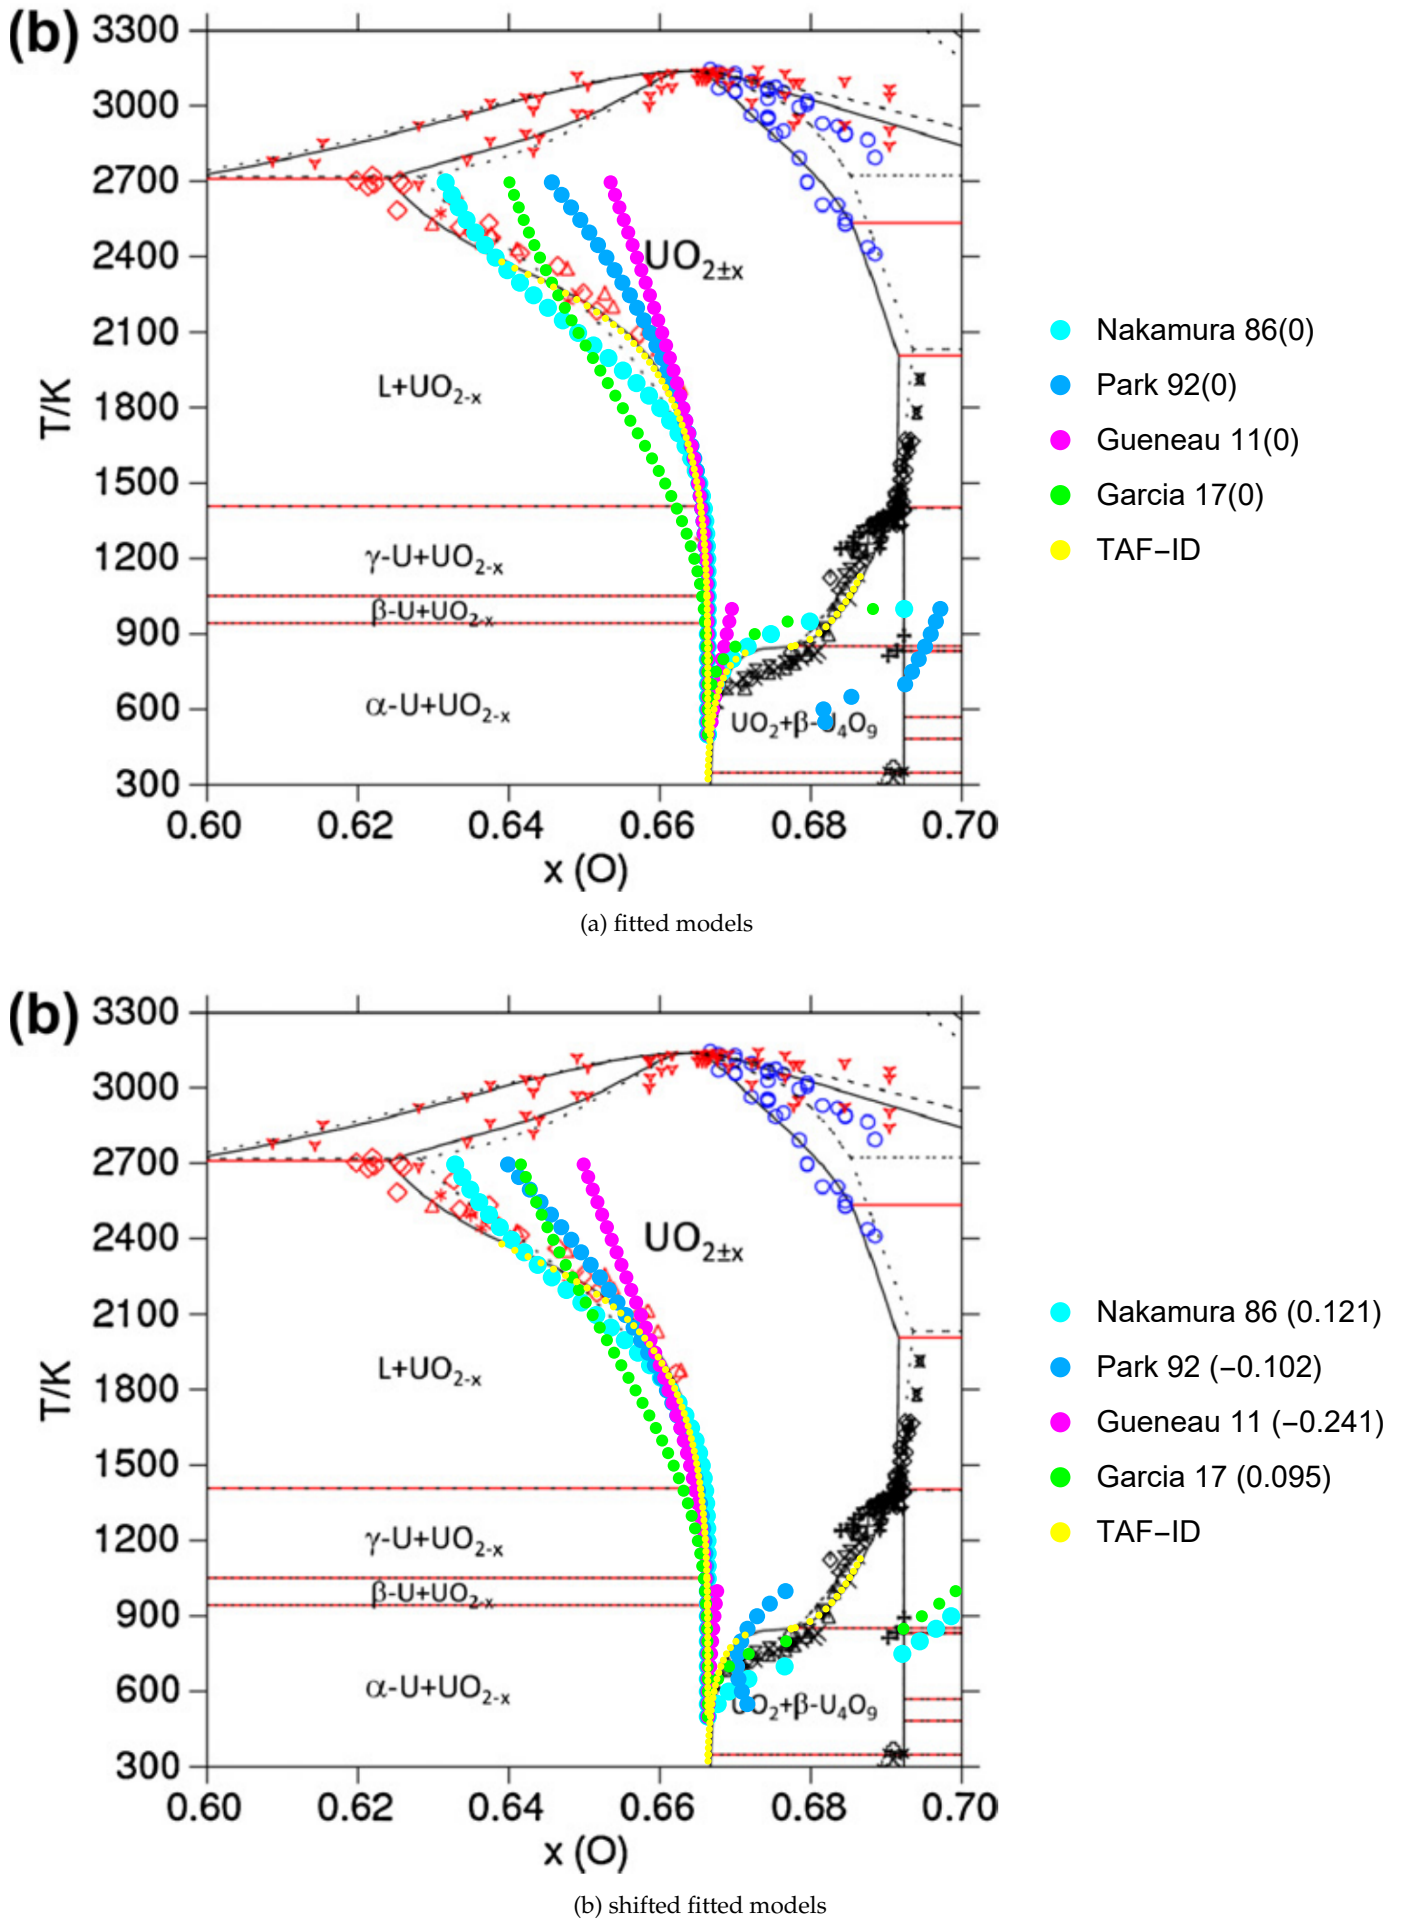 (b)
3300
3000
2700
2400
2100
1800
1500
1200
900
600
300
T/K
UO2±x
L+UO2-x
γ-U+UO2-x
β-U+UO2-x
α-U+UO2-x
UO2+β-U4O9
0.60 0.62 0.64 0.66 0.68 0.70
x (O)
Nakamura 86(0)
Park 92(0)
Gueneau 11(0)
Garcia 17(0)
TAF−ID
(a) fitted models
(b)
3300
3000
2700
2400
2100
1800
1500
1200
900
600
300
T/K
UO2±x
L+UO2-x
γ-U+UO2-x
β-U+UO2-x
α-U+UO2-x
UO2+β-U4O9
0.60 0.62 0.64 0.66 0.68 0.70
x (O)
Nakamura 86 (0.121)
Park 92 (−0.102)
Gueneau 11 (−0.241)
Garcia 17 (0.095)
TAF−ID
(b) shifted fitted models